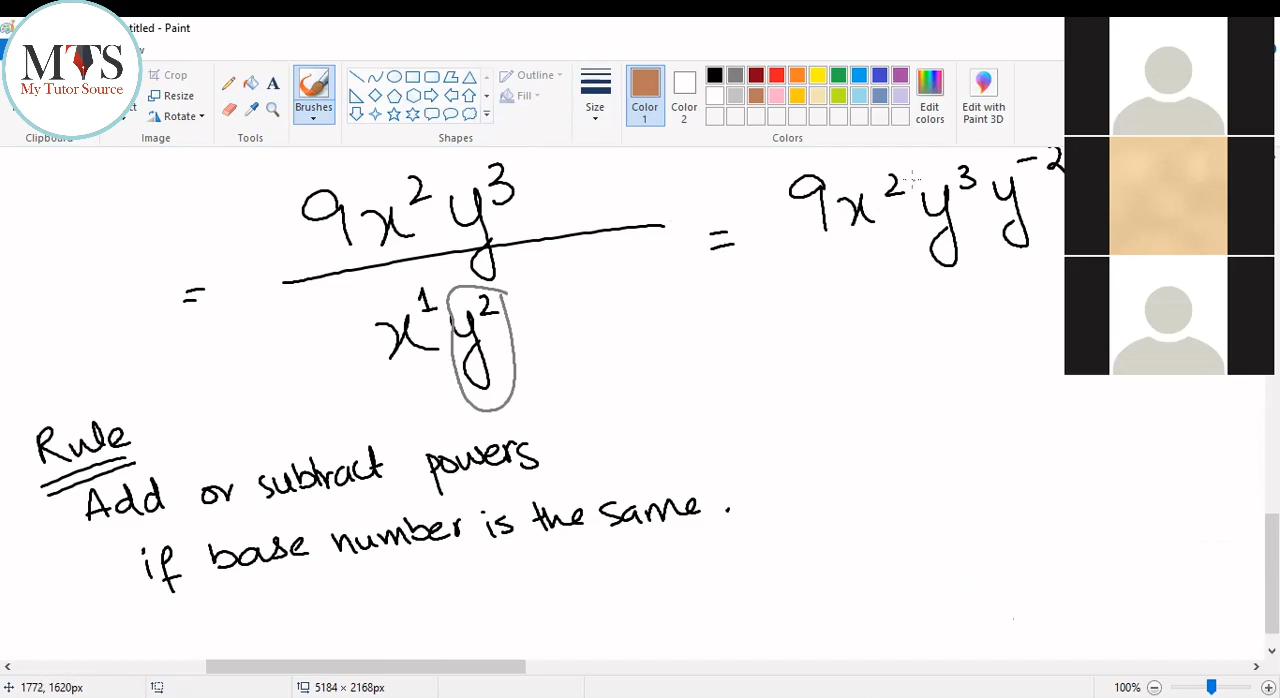 MTS
My Tutor Source
ntitled - Paint
Crop
Resize
Rotate
A
Brushes
Outline
Fill
Size
Color 1
Color 2
Edit colors
Edit with Paint 3D
Clipboard
Image
Tools
Shapes
Colors
= 9x²y³ / x¹y² = 9x²y³y⁻²
Rule
Add or subtract powers
if base number is the same.
1772, 1620px
5184 × 2168px
100%